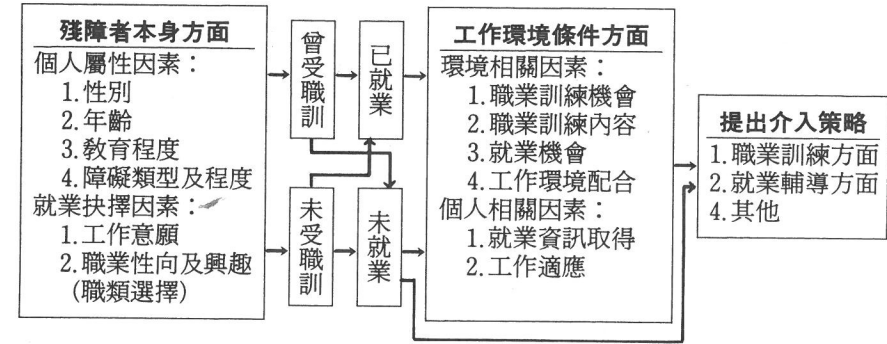 殘障者本身方面
個人屬性因素：
1.性別
2.年齡
3.敎育程度
4.障礙類型及程度
就業抉擇因素：
1.工作意願
2.職業性向及興趣
(職類選擇)
曾受職訓
未受職訓
已就業
未就業
工作環境條件方面
環境相關因素：
1.職業訓練機會
2.職業訓練內容
3.就業機會
4.工作環境配合
個人相關因素：
1.就業資訊取得
2.工作適應
提出介入策略
1.職業訓練方面
2.就業輔導方面
4.其他